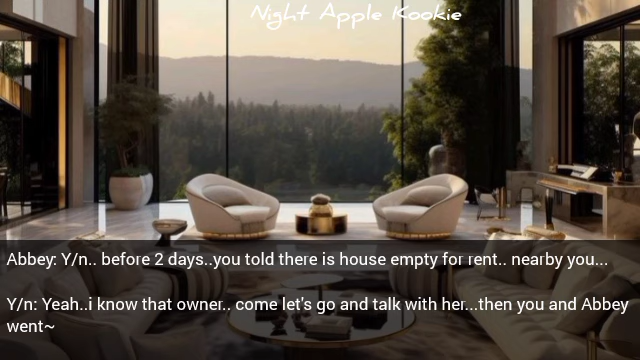 Night Apple Kookie
Abbey: Y/n.. before 2 days..you told there is house empty for rent.. nearby you...
Y/n: Yeah..i know that owner.. come let's go and talk with her...then you and Abbey
went~